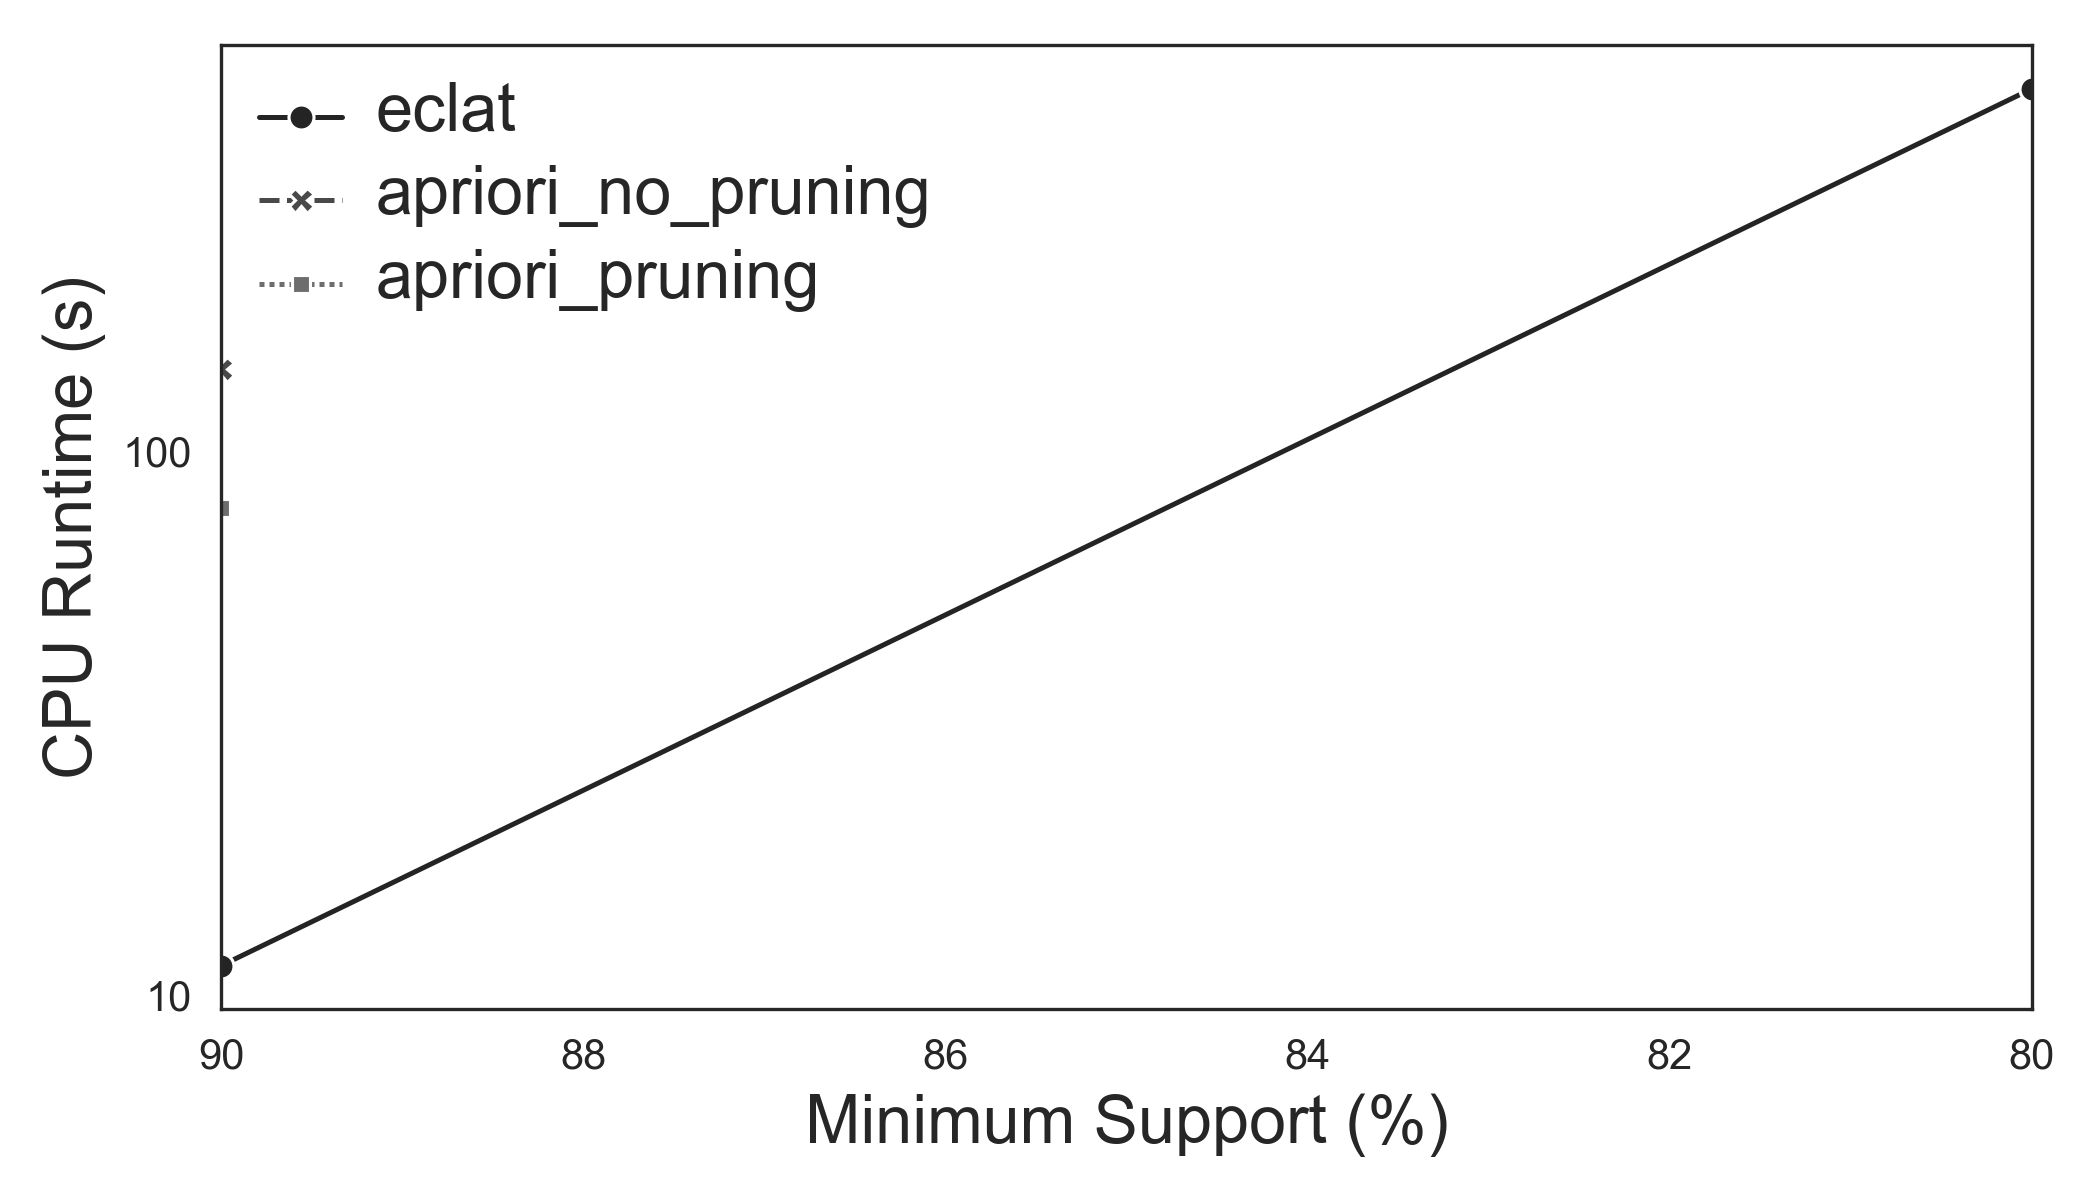 eclat
apriori_no_pruning
apriori_pruning
CPU Runtime (s)
100
10
90 88 86 84 82 80
Minimum Support (%)